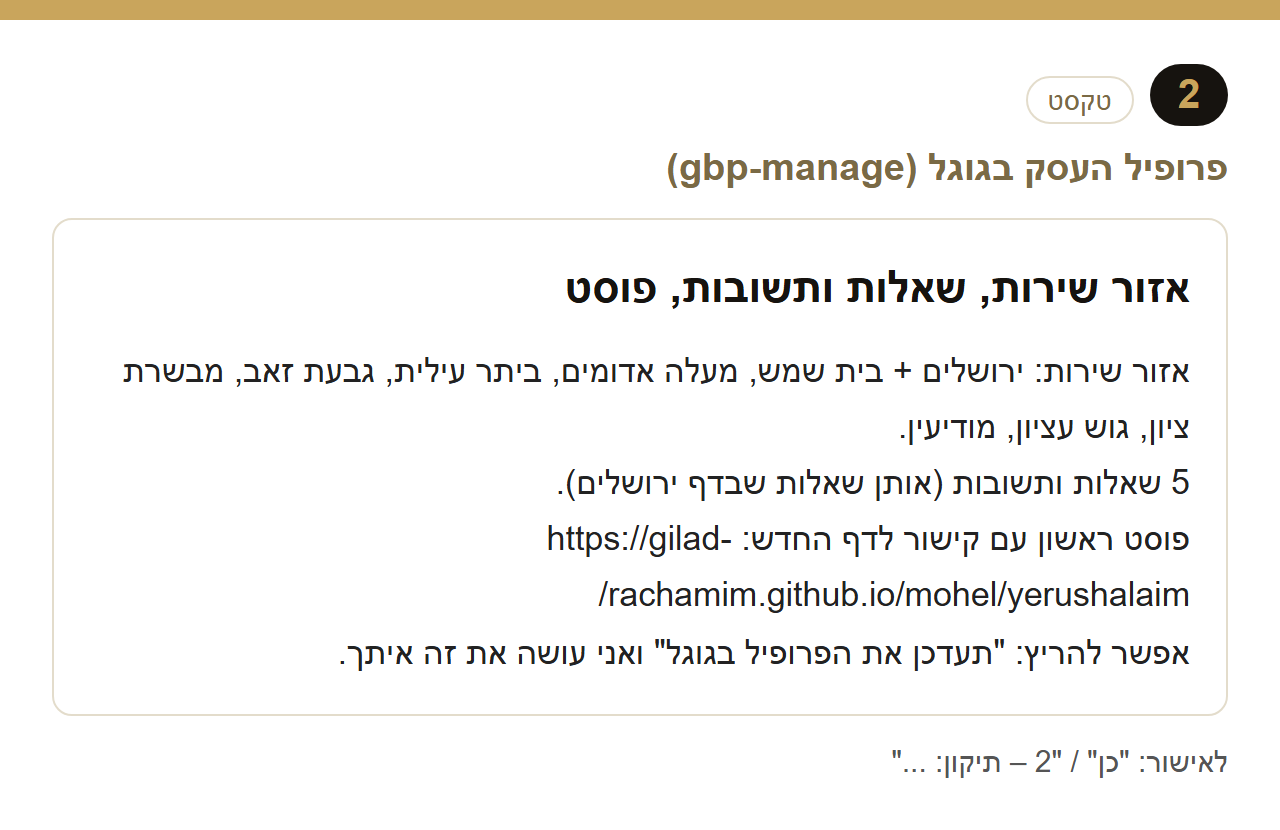 2
טקסט
פרופיל העסק בגוגל (gbp-manage)
אזור שירות, שאלות ותשובות, פוסט
אזור שירות: ירושלים + בית שמש, מעלה אדומים, ביתר עילית, גבעת זאב, מבשרת
ציון, גוש עציון, מודיעין.
5 שאלות ותשובות (אותן שאלות שבדף ירושלים).
פוסט ראשון עם קישור לדף החדש: https://gilad-
rachamim.github.io/mohel/yerushalaim/
אפשר להריץ: "תעדכן את הפרופיל בגוגל" ואני עושה את זה איתך.
לאישור: "כן" / "2 – תיקון: ..."